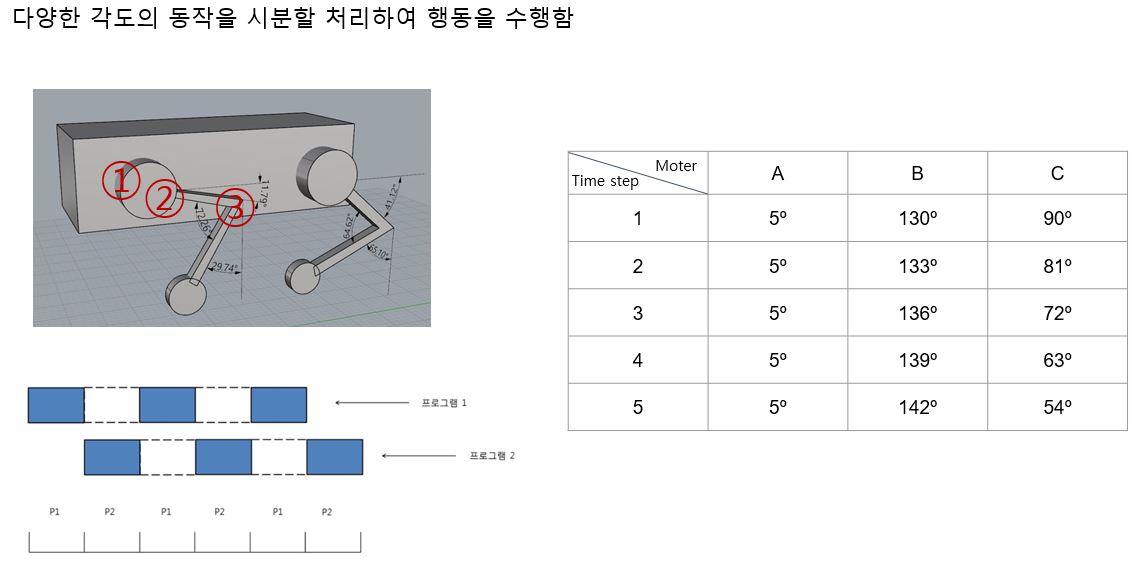 다양한 각도의 동작을 시분할 처리하여 행동을 수행함
①
②
③
11.79°
72.26°
29.74°
41.12°
64.62°
65.10°
Moter
Time step
A B C
1 5º 130º 90º
2 5º 133º 81º
3 5º 136º 72º
4 5º 139º 63º
5 5º 142º 54º
프로그램 1
프로그램 2
P1 P2 P1 P2 P1 P2